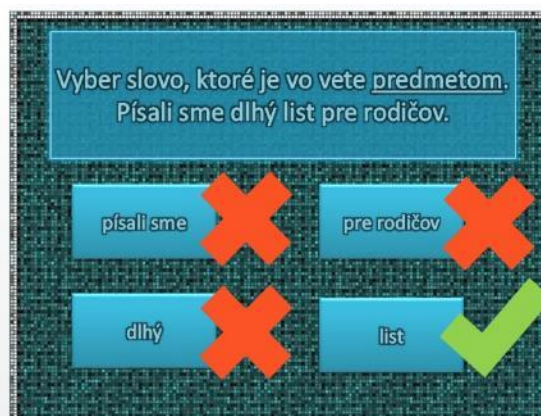 Vyber slovo, ktoré je vo vete predmetom.
Písali sme dlhý list pre rodičov.
písali sme
pre rodičov
dlhý
list